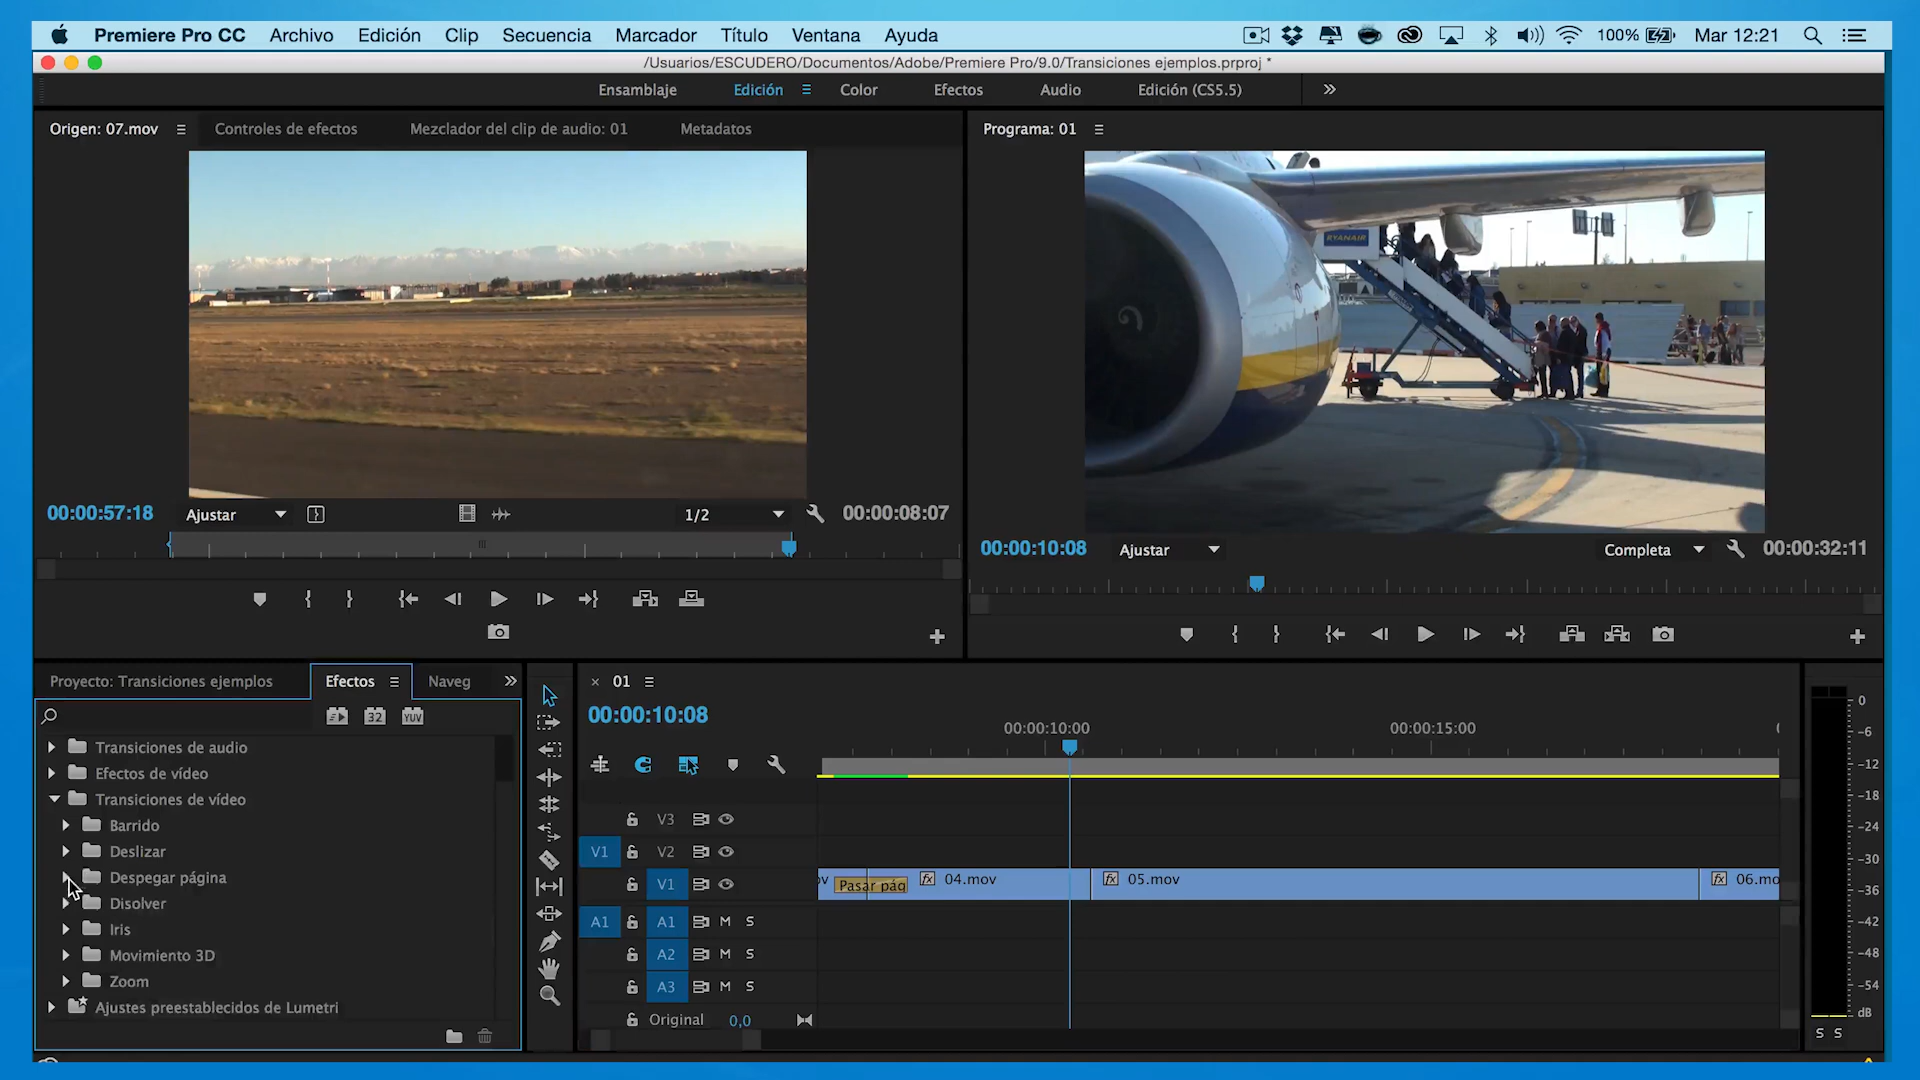 Premiere Pro CC Archivo Edición Clip Secuencia Marcador Título Ventana Ayuda 100% Mar 12:21
/Usuarios/ESCUDERO/Documentos/Adobe/Premiere Pro/9.0/Transiciones ejemplos.prproj *
Ensamblaje Edición Color Efectos Audio Edición (CS5.5)
Origen: 07.mov Controles de efectos Mezclador del clip de audio: 01 Metadatos
Programa: 01
RYANAIR
00:00:57:18 Ajustar 1/2 00:00:08:07
00:00:10:08 Ajustar Completa 00:00:32:11
Proyecto: Transiciones ejemplos Efectos Naveg
32 YUV
Transiciones de audio
Efectos de vídeo
Transiciones de vídeo
Barrido
Deslizar
Despegar página
Disolver
Iris
Movimiento 3D
Zoom
Ajustes preestablecidos de Lumetri
× 01
00:00:10:08
00:00:10:00 00:00:15:00
V3
V1 V2
V1 ov Pasar pág fx 04.mov fx 05.mov fx 06.mo
A1 A1 M S
A2 M S
A3 M S
Original 0,0
0
-6
-12
-18
-24
-30
-36
-42
-48
-54
dB
S S